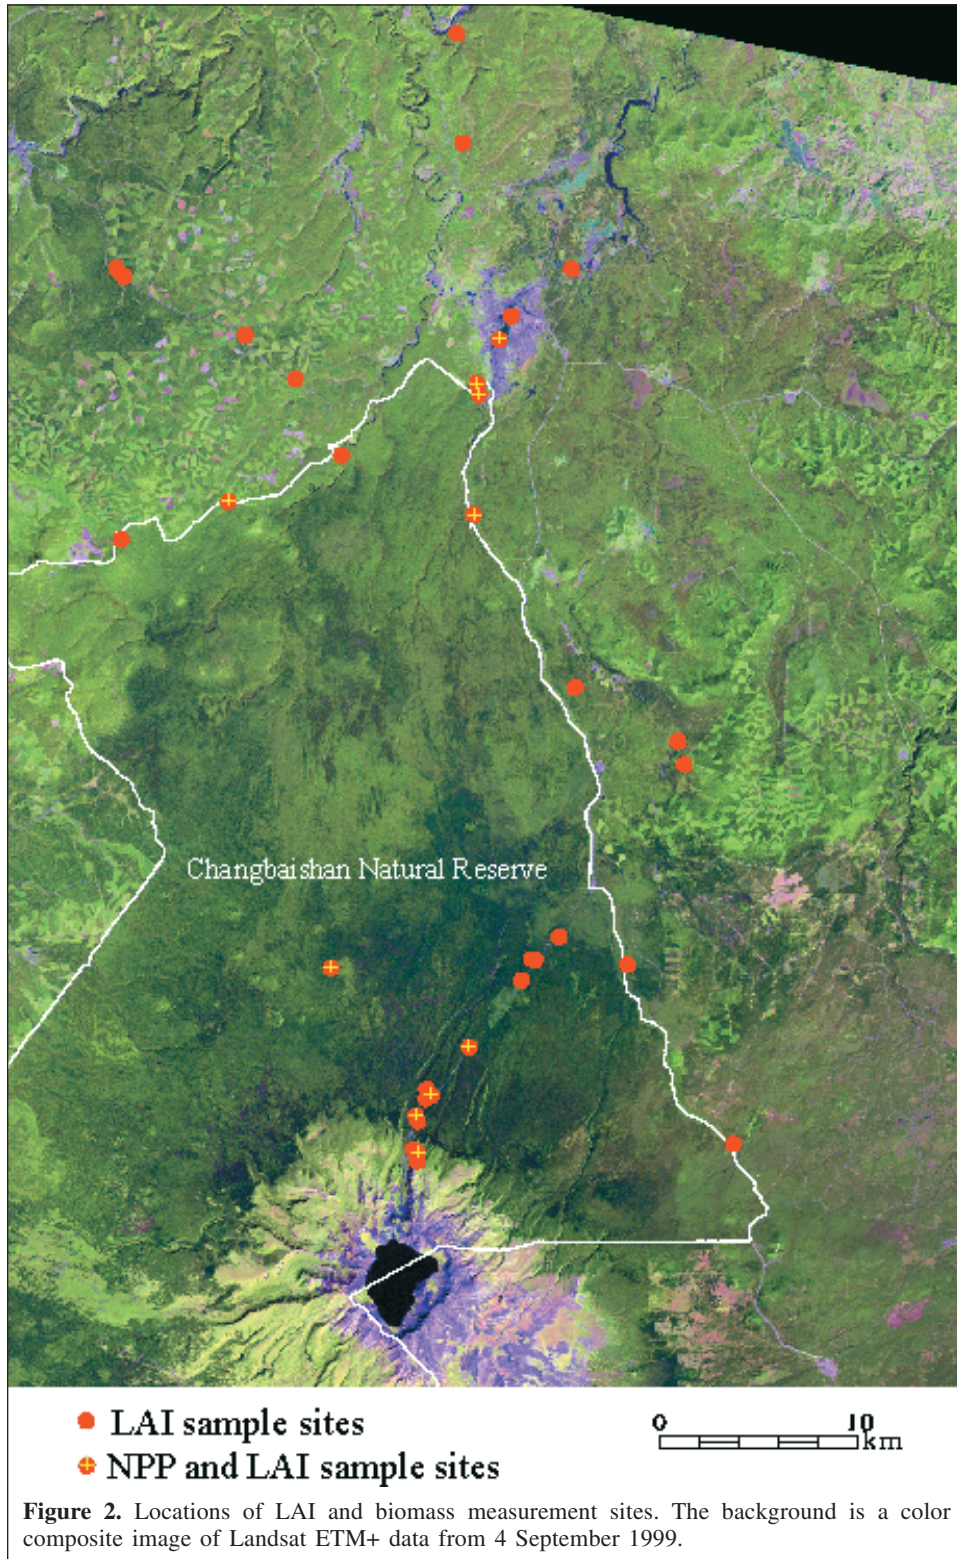 Changbaishan Natural Reserve
LAI sample sites
NPP and LAI sample sites
0 10
km
Figure 2. Locations of LAI and biomass measurement sites. The background is a color
composite image of Landsat ETM+ data from 4 September 1999.